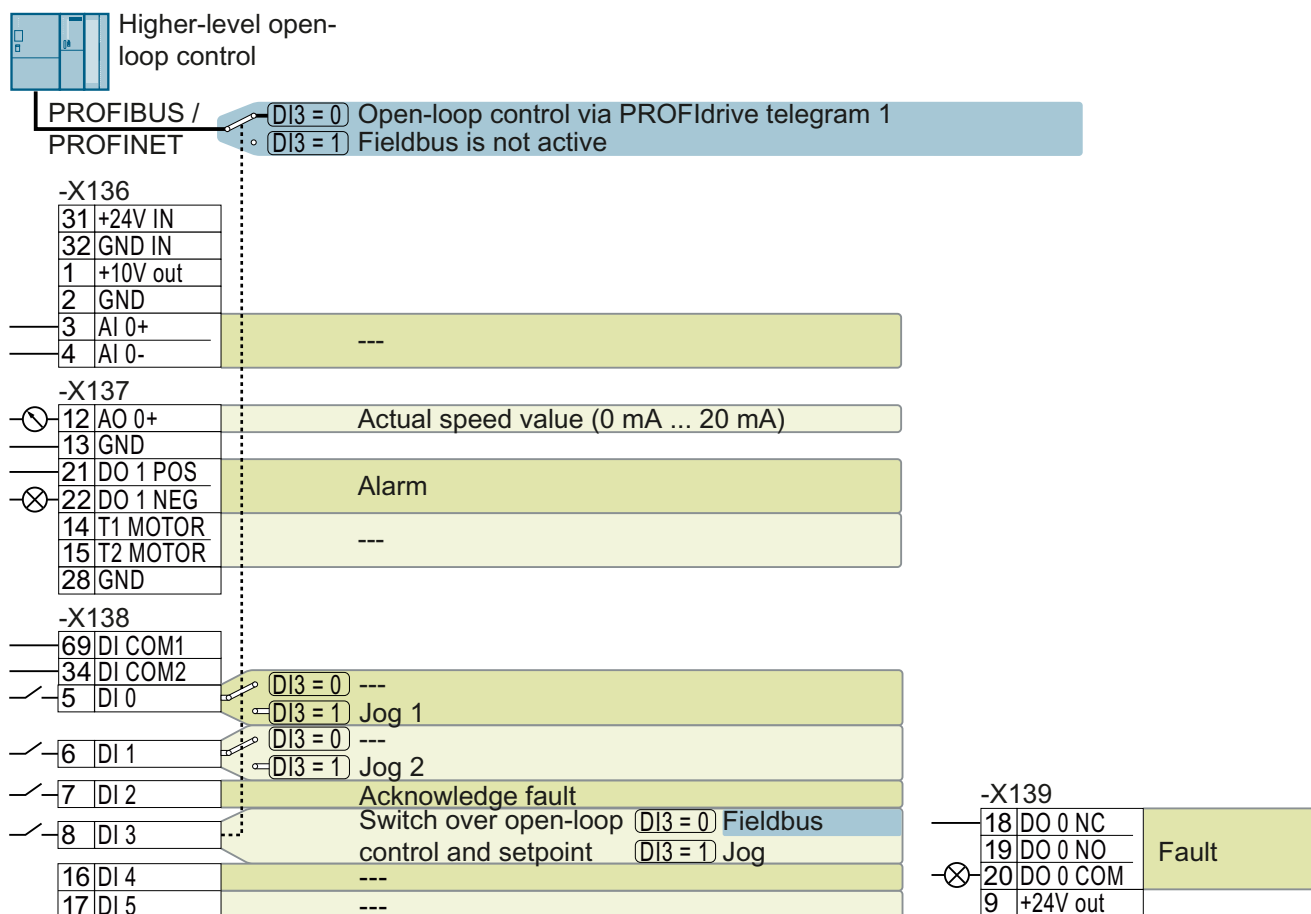 Higher-level open-
loop control
PROFIBUS /
PROFINET
DI3 = 0 Open-loop control via PROFIdrive telegram 1
DI3 = 1 Fieldbus is not active
-X136
31 +24V IN
32 GND IN
1 +10V out
2 GND
3 AI 0+
4 AI 0-
---
-X137
12 AO 0+ Actual speed value (0 mA ... 20 mA)
13 GND
21 DO 1 POS
22 DO 1 NEG
Alarm
14 T1 MOTOR
15 T2 MOTOR
---
28 GND
-X138
69 DI COM1
34 DI COM2
5 DI 0
DI3 = 0 ---
DI3 = 1 Jog 1
6 DI 1
DI3 = 0 ---
DI3 = 1 Jog 2
7 DI 2 Acknowledge fault
8 DI 3
Switch over open-loop DI3 = 0 Fieldbus
control and setpoint DI3 = 1 Jog
16 DI 4 ---
17 DI 5 ---
-X139
18 DO 0 NC
19 DO 0 NO
20 DO 0 COM
Fault
9 +24V out